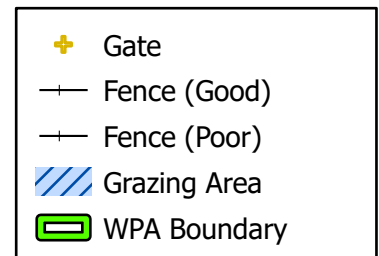 Gate
Fence (Good)
Fence (Poor)
Grazing Area
WPA Boundary